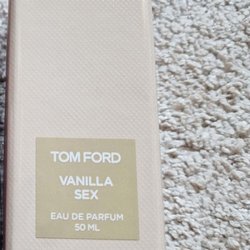 TOM FORD
VANILLA
SEX
EAU DE PARFUM
50 ML